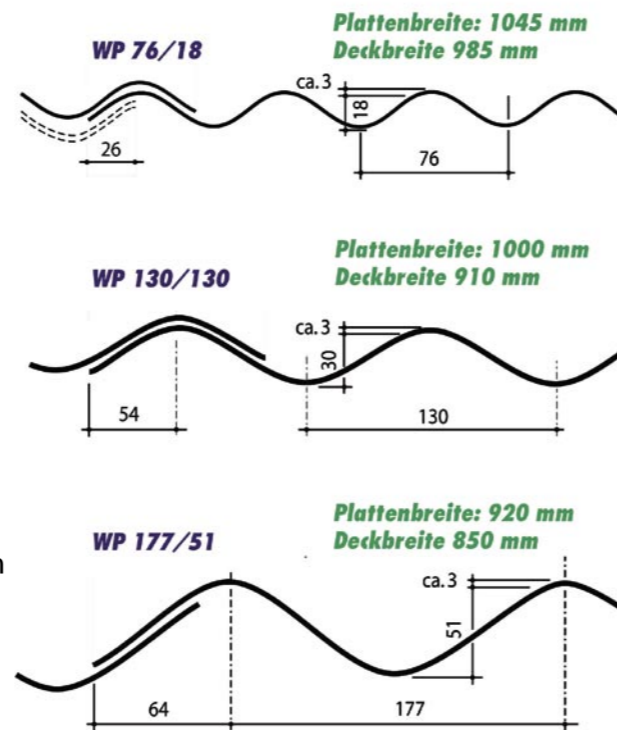 WP 76/18
Plattenbreite: 1045 mm
Deckbreite 985 mm
ca.3
18
26
76
WP 130/130
Plattenbreite: 1000 mm
Deckbreite 910 mm
ca.3
30
54
130
WP 177/51
Plattenbreite: 920 mm
Deckbreite 850 mm
ca.3
51
64
177